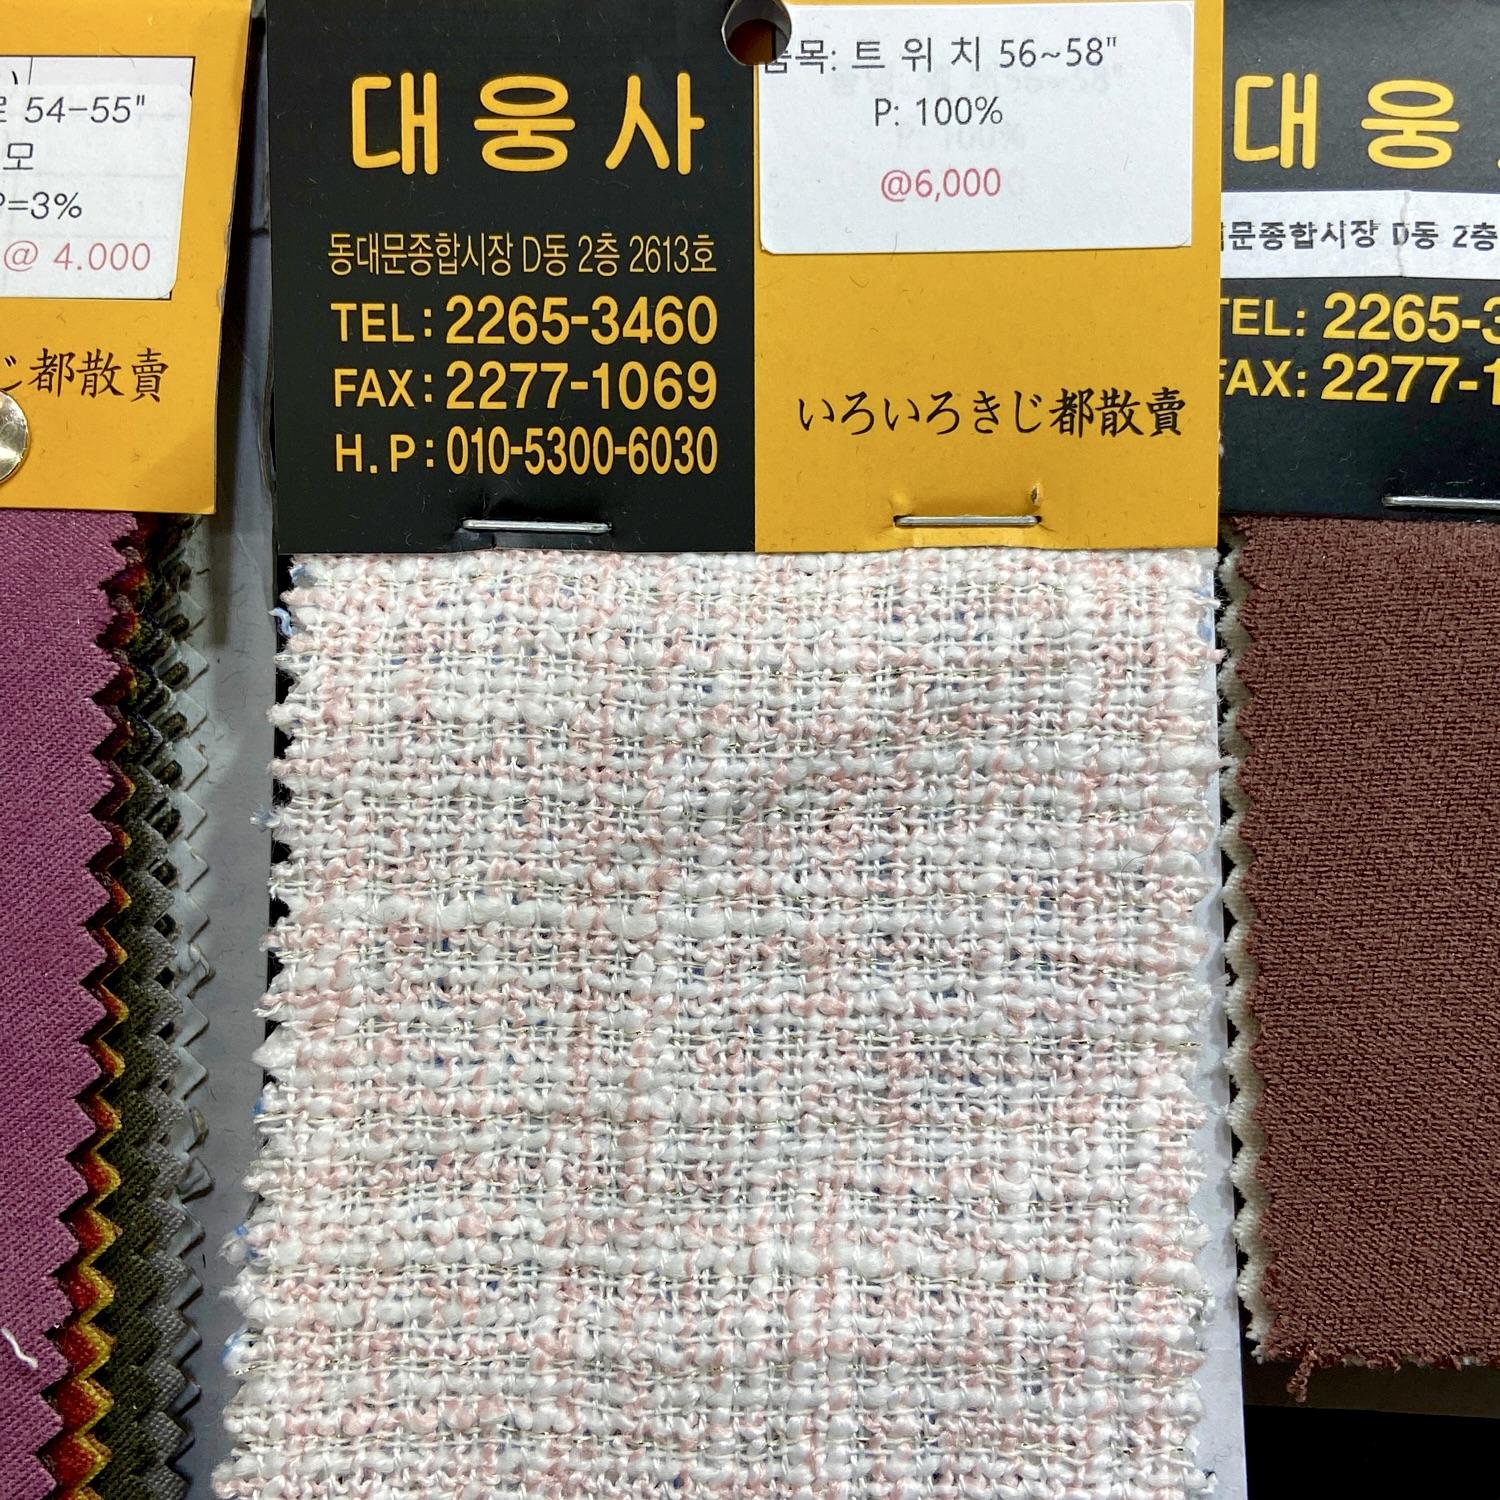 54-55"
모
P=3%
@ 4.000
じ都散賣
대웅사
동대문종합시장 D동 2층 2613호
TEL: 2265-3460
FAX: 2277-1069
H.P: 010-5300-6030
품목: 트 위 치 56~58"
P: 100%
@6,000
いろいろきじ都散賣
대웅
문종합시장 D동 2층
TEL: 2265-3
FAX: 2277-1